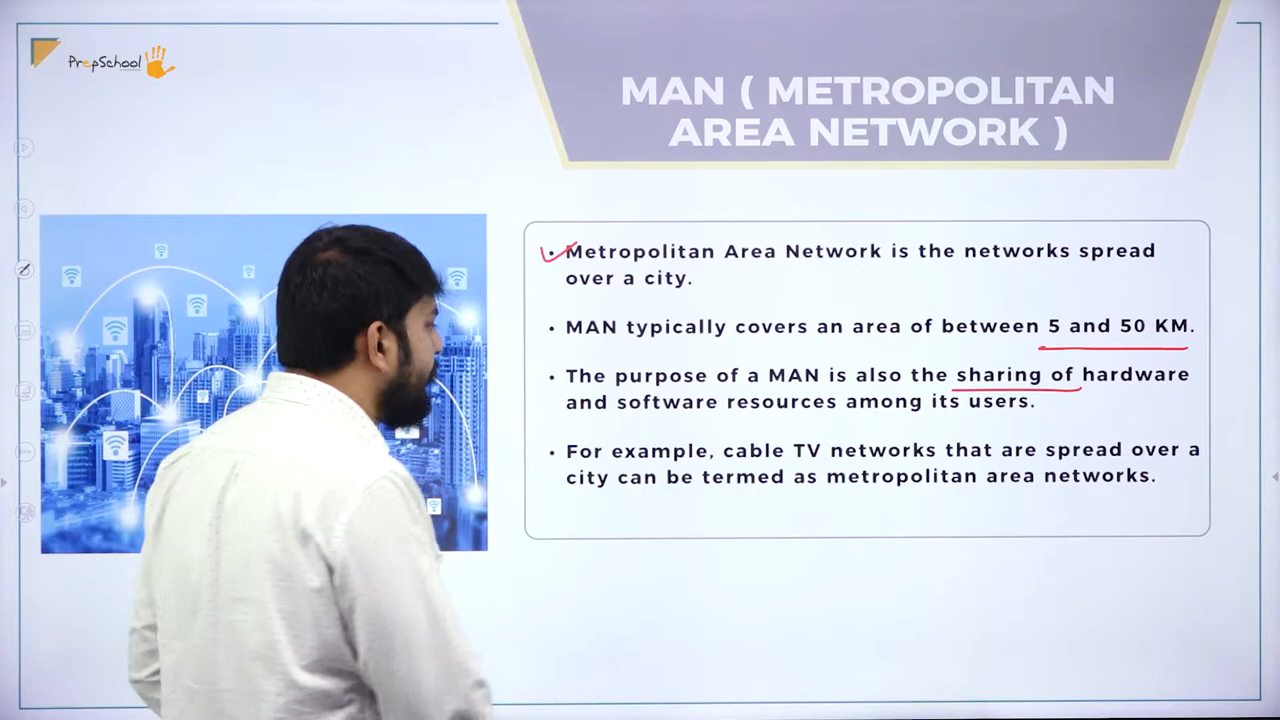 PrepSchool
MAN ( METROPOLITAN
AREA NETWORK )
• Metropolitan Area Network is the networks spread
over a city.
• MAN typically covers an area of between 5 and 50 KM.
• The purpose of a MAN is also the sharing of hardware
and software resources among its users.
• For example, cable TV networks that are spread over a
city can be termed as metropolitan area networks.